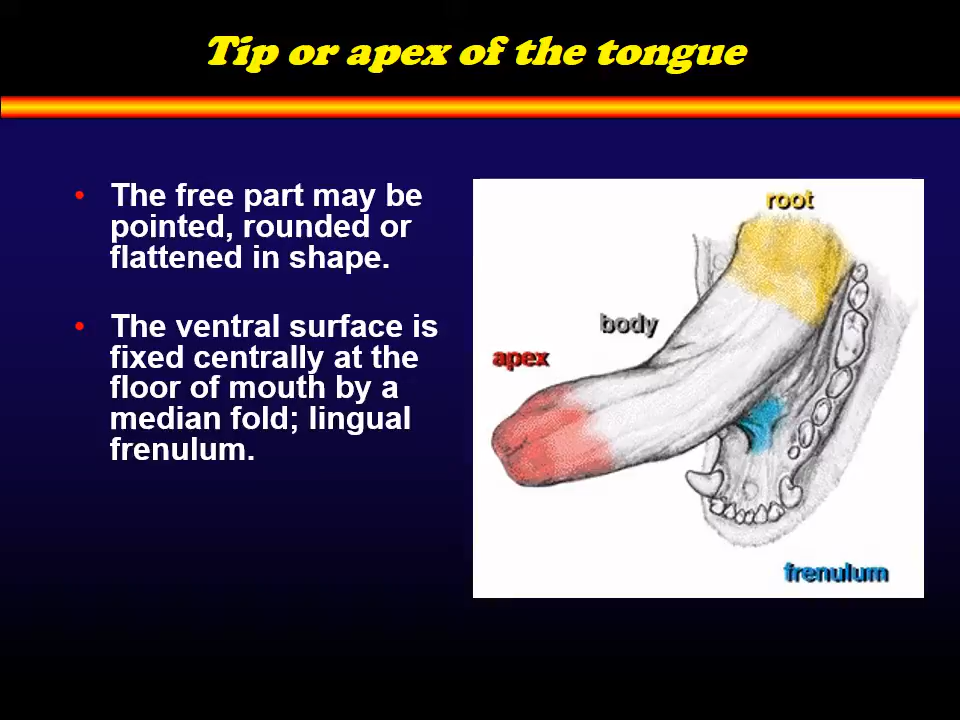 Tip or apex of the tongue
• The free part may be
pointed, rounded or
flattened in shape.
• The ventral surface is
fixed centrally at the
floor of mouth by a
median fold; lingual
frenulum.
root
body
apex
frenulum